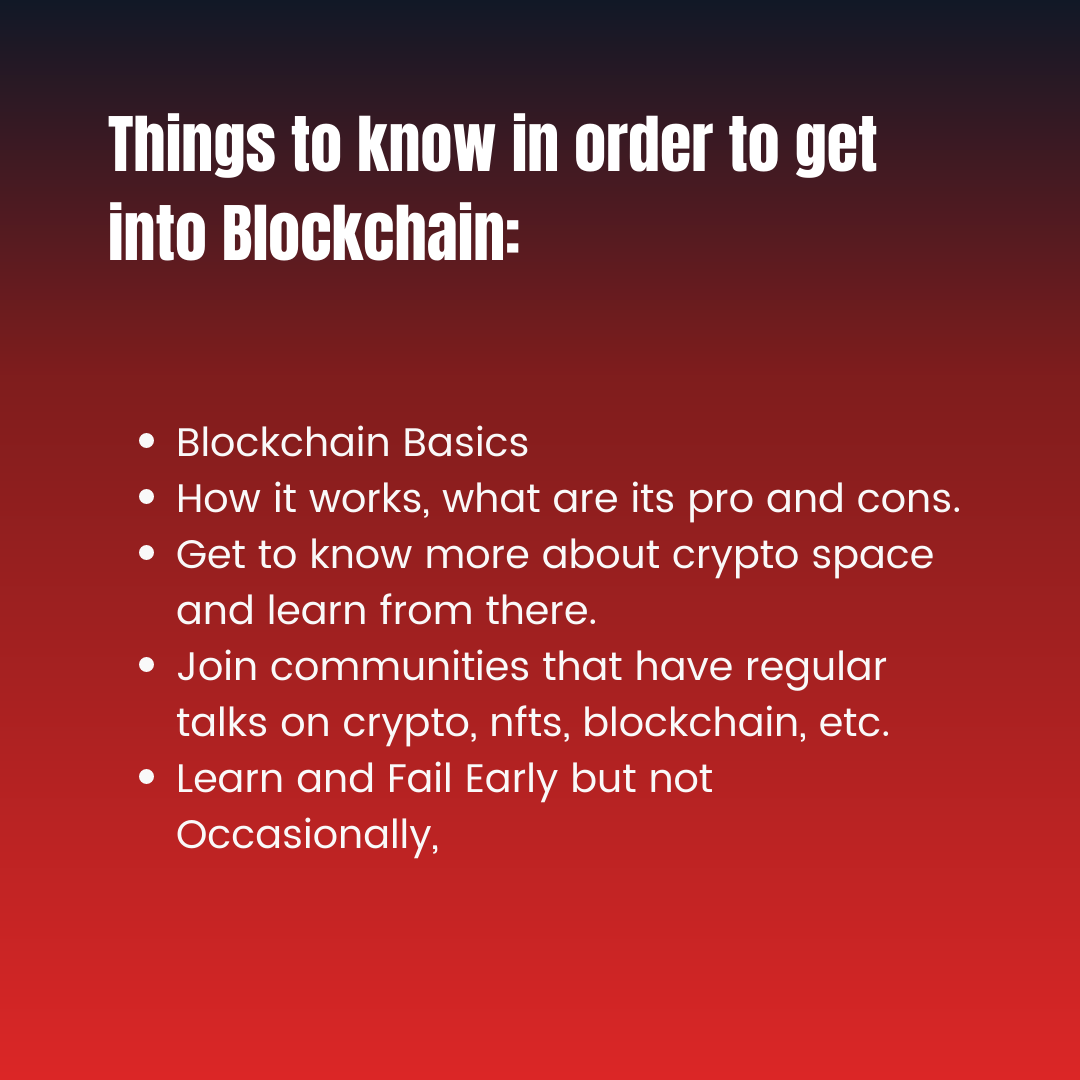 Things to know in order to get
into Blockchain:
• Blockchain Basics
• How it works, what are its pro and cons.
• Get to know more about crypto space
and learn from there.
• Join communities that have regular
talks on crypto, nfts, blockchain, etc.
• Learn and Fail Early but not
Occasionally,